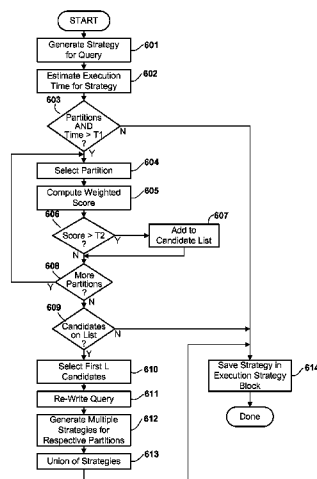 START
Generate Strategy
for Query
601
Estimate Execution
Time for Strategy
602
603
Partitions
AND
Time > T1
?
N
Y
Select Partition
604
Compute Weighted
Score
605
606
Score > T2
?
Y
607
Add to
Candidate List
N
608
More
Partitions
?
Y
N
609
Candidates
on List
?
N
Y
Select First L
Candidates
610
Re-Write Query
611
Generate Multiple
Strategies for
Respective Partitions
612
Union of Strategies
613
Save Strategy in
Execution Strategy
Block
614
Done